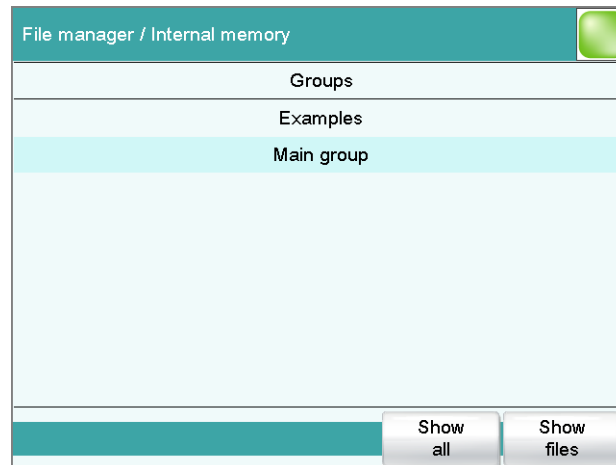 File manager / Internal memory
Groups
Examples
Main group
Show
all
Show
files